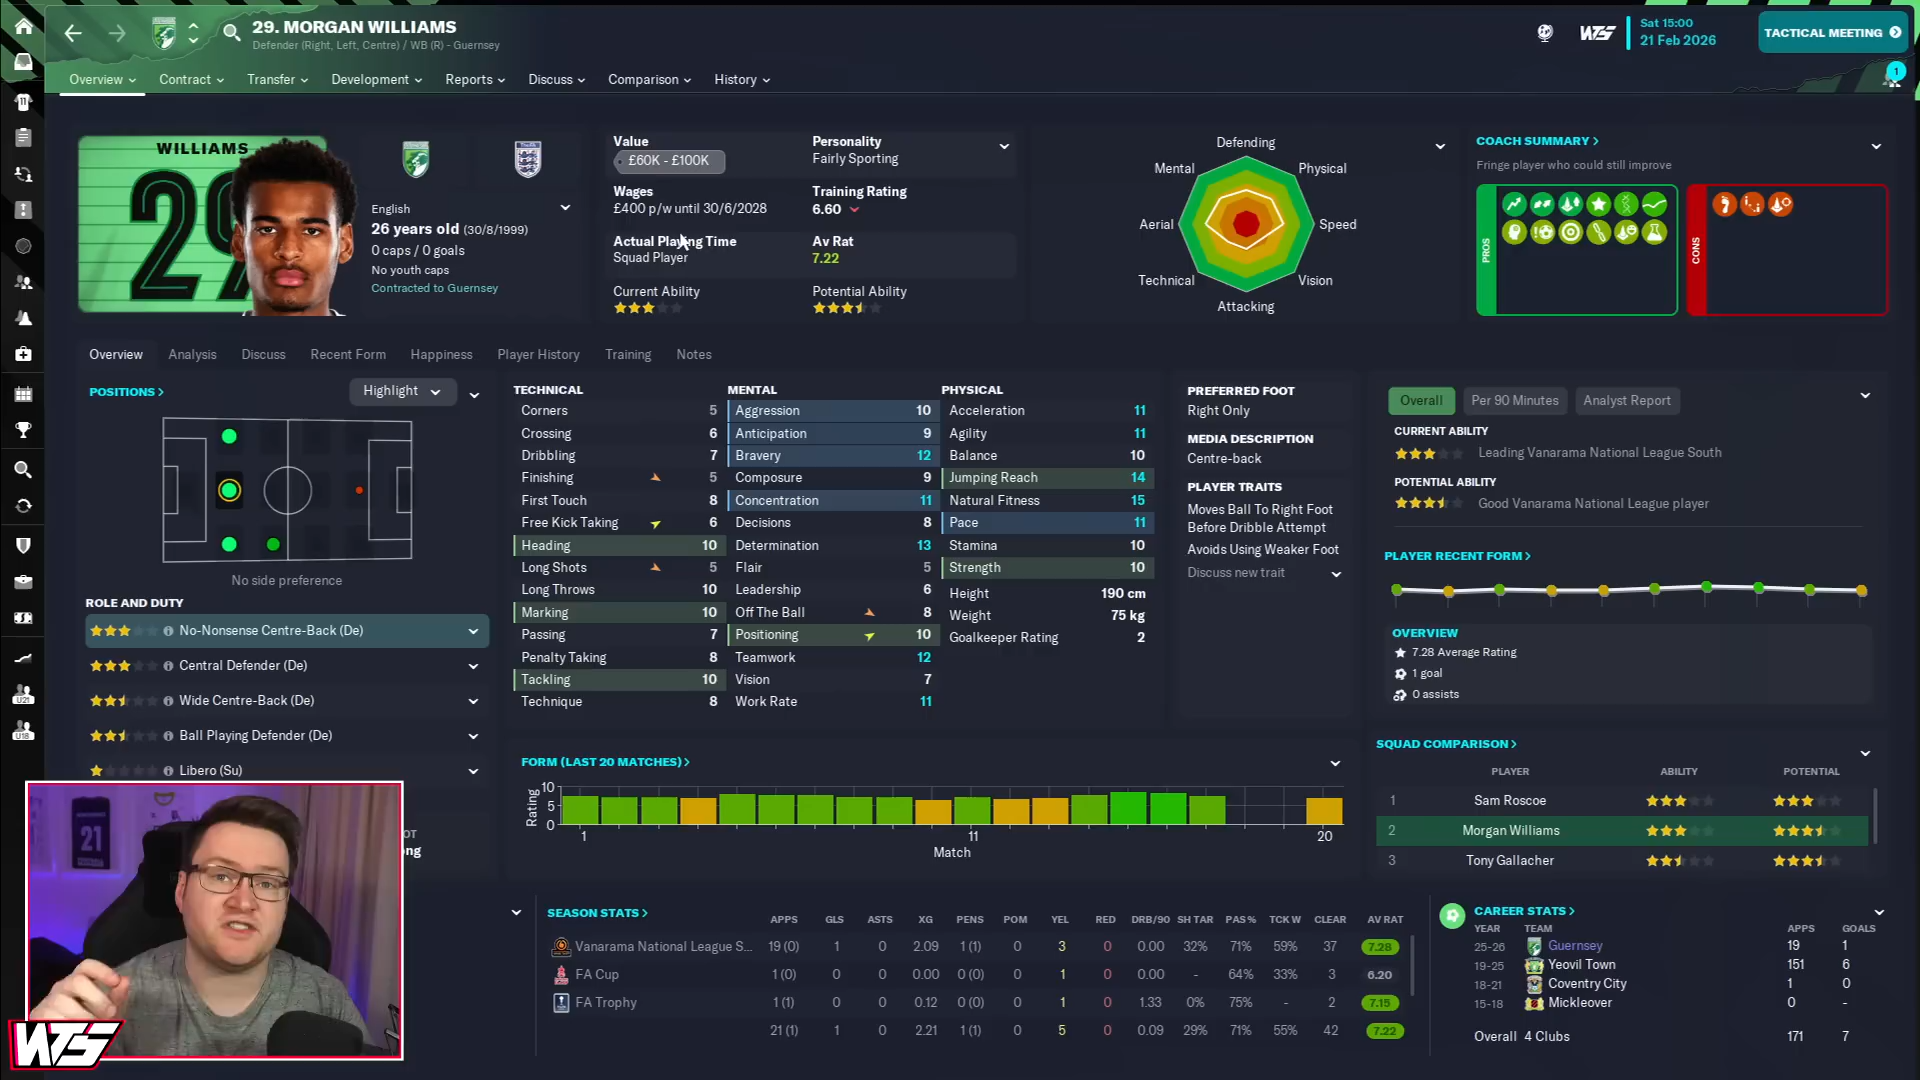 29. MORGAN WILLIAMS
Defender (Right, Left, Centre) / WB (R) - Guernsey
WTS
Sat 15:00
21 Feb 2026
TACTICAL MEETING
1
Overview
Contract
Transfer
Development
Reports
Discuss
Comparison
History
WILLIAMS
29
English
26 years old (30/8/1999)
0 caps / 0 goals
No youth caps
Contracted to Guernsey
Value
£60K - £100K
Personality
Fairly Sporting
Wages
£400 p/w until 30/6/2028
Training Rating
6.60
Actual Playing Time
Squad Player
Av Rat
7.22
Current Ability
Potential Ability
Defending
Mental
Physical
Aerial
Speed
Technical
Vision
Attacking
COACH SUMMARY >
Fringe player who could still improve
PROS
CONS
Overview
Analysis
Discuss
Recent Form
Happiness
Player History
Training
Notes
POSITIONS >
Highlight
No side preference
ROLE AND DUTY
No-Nonsense Centre-Back (De)
Central Defender (De)
Wide Centre-Back (De)
Ball Playing Defender (De)
Libero (Su)
TECHNICAL
Corners 5
Crossing 6
Dribbling 7
Finishing 5
First Touch 8
Free Kick Taking 6
Heading 10
Long Shots 5
Long Throws 10
Marking 10
Passing 7
Penalty Taking 8
Tackling 10
Technique 8
MENTAL
Aggression 10
Anticipation 9
Bravery 12
Composure 9
Concentration 11
Decisions 8
Determination 13
Flair 5
Leadership 6
Off The Ball 8
Positioning 10
Teamwork 12
Vision 7
Work Rate 11
PHYSICAL
Acceleration 11
Agility 11
Balance 10
Jumping Reach 14
Natural Fitness 15
Pace 11
Stamina 10
Strength 10
Height 190 cm
Weight 75 kg
Goalkeeper Rating 2
PREFERRED FOOT
Right Only
MEDIA DESCRIPTION
Centre-back
PLAYER TRAITS
Moves Ball To Right Foot
Before Dribble Attempt
Avoids Using Weaker Foot
Discuss new trait
Overall
Per 90 Minutes
Analyst Report
CURRENT ABILITY
Leading Vanarama National League South
POTENTIAL ABILITY
Good Vanarama National League player
PLAYER RECENT FORM >
OVERVIEW
7.28 Average Rating
1 goal
0 assists
SQUAD COMPARISON >
PLAYER ABILITY POTENTIAL
1 Sam Roscoe
2 Morgan Williams
3 Tony Gallacher
FORM (LAST 20 MATCHES) >
Rating
10
5
0
1 11 20
Match
SEASON STATS > APPS GLS ASTS XG PENS POM YEL RED DRB/90 SH TAR PAS % TCK W CLEAR AV RAT
Vanarama National League S... 19 (0) 1 0 2.09 1 (1) 0 3 0 0.00 32% 71% 59% 37 7.28
FA Cup 1 (0) 0 0 0.00 0 (0) 0 1 0 0.00 - 64% 33% 3 6.20
FA Trophy 1 (1) 0 0 0.12 0 (0) 0 1 0 1.33 0% 75% - 2 7.15
21 (1) 1 0 2.21 1 (1) 0 5 0 0.09 29% 71% 55% 42 7.22
CAREER STATS >
YEAR TEAM APPS GOALS
25-26 Guernsey 19 1
19-25 Yeovil Town 151 6
18-21 Coventry City 1 0
15-18 Mickleover 0 -
Overall 4 Clubs 171 7
11
U21
U18
21
WTS